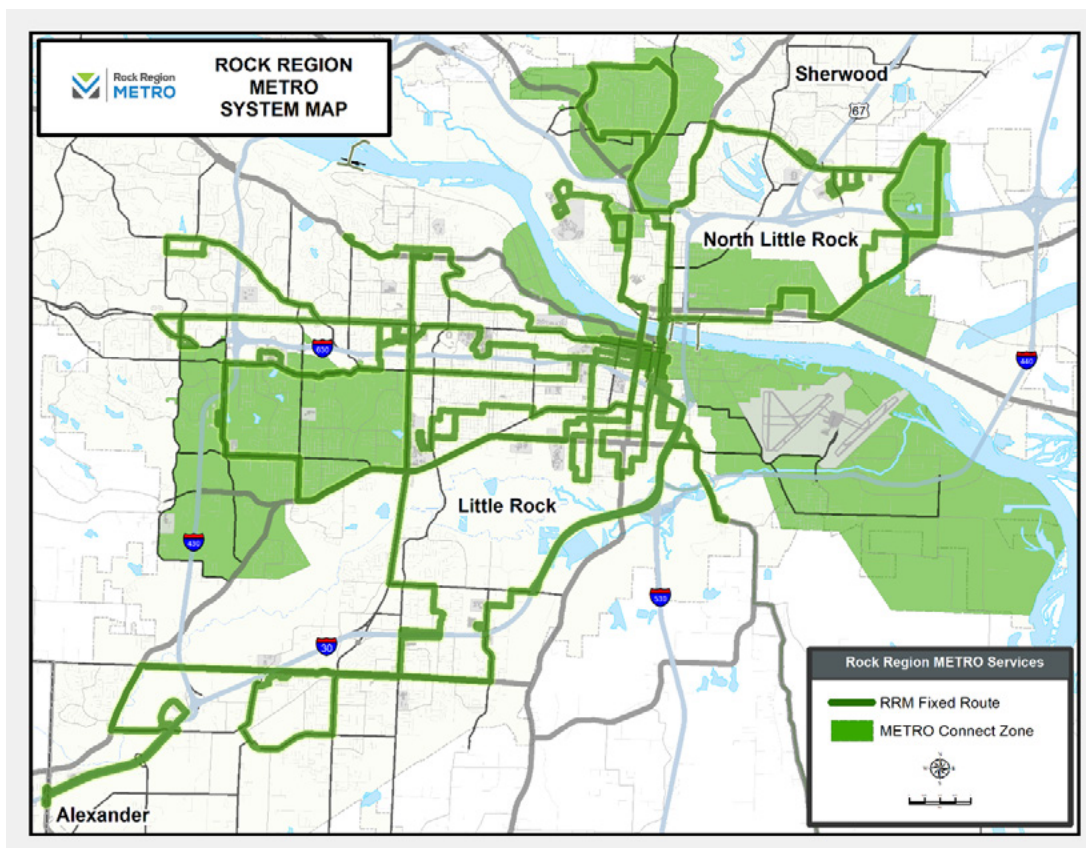 Rock Region
METRO
ROCK REGION
METRO
SYSTEM MAP
Sherwood
67
North Little Rock
630
440
Little Rock
430
530
30
Alexander
Rock Region METRO Services
RRM Fixed Route
METRO Connect Zone